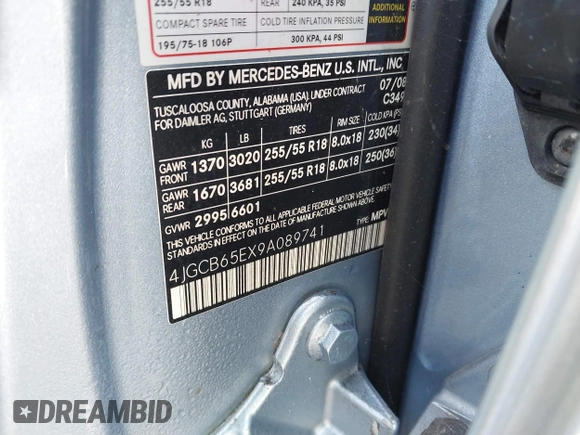 255/55 R18 REAR 240 KPA, 35 PSI
COMPACT SPARE TIRE COLD TIRE INFLATION PRESSURE
195/75-18 106P 300 KPA, 44 PSI
ADDITIONAL
INFORMATION
MFD BY MERCEDES-BENZ U.S. INTL., INC,
TUSCALOOSA COUNTY, ALABAMA (USA). UNDER CONTRACT 07/08
FOR DAIMLER AG, STUTTGART (GERMANY) C349
LB TIRES RIM SIZE COLD KPA (PS
GAWR FRONT 1370 3020 255/55 R18 8.0x18 230(34)
GAWR REAR 1670 3681 255/55 R18 8.0x18 250(36)
GVWR 2995 6601
THIS VEHICLE CONFORMS TO ALL APPLICABLE FEDERAL MOTOR VEHICLE SAFETY
IN EFFECT ON THE DATE OF MANUFACTURE SHOWN ABOVE. TYPE: MPV
4JGCB65EX9A089741
DREAMBID